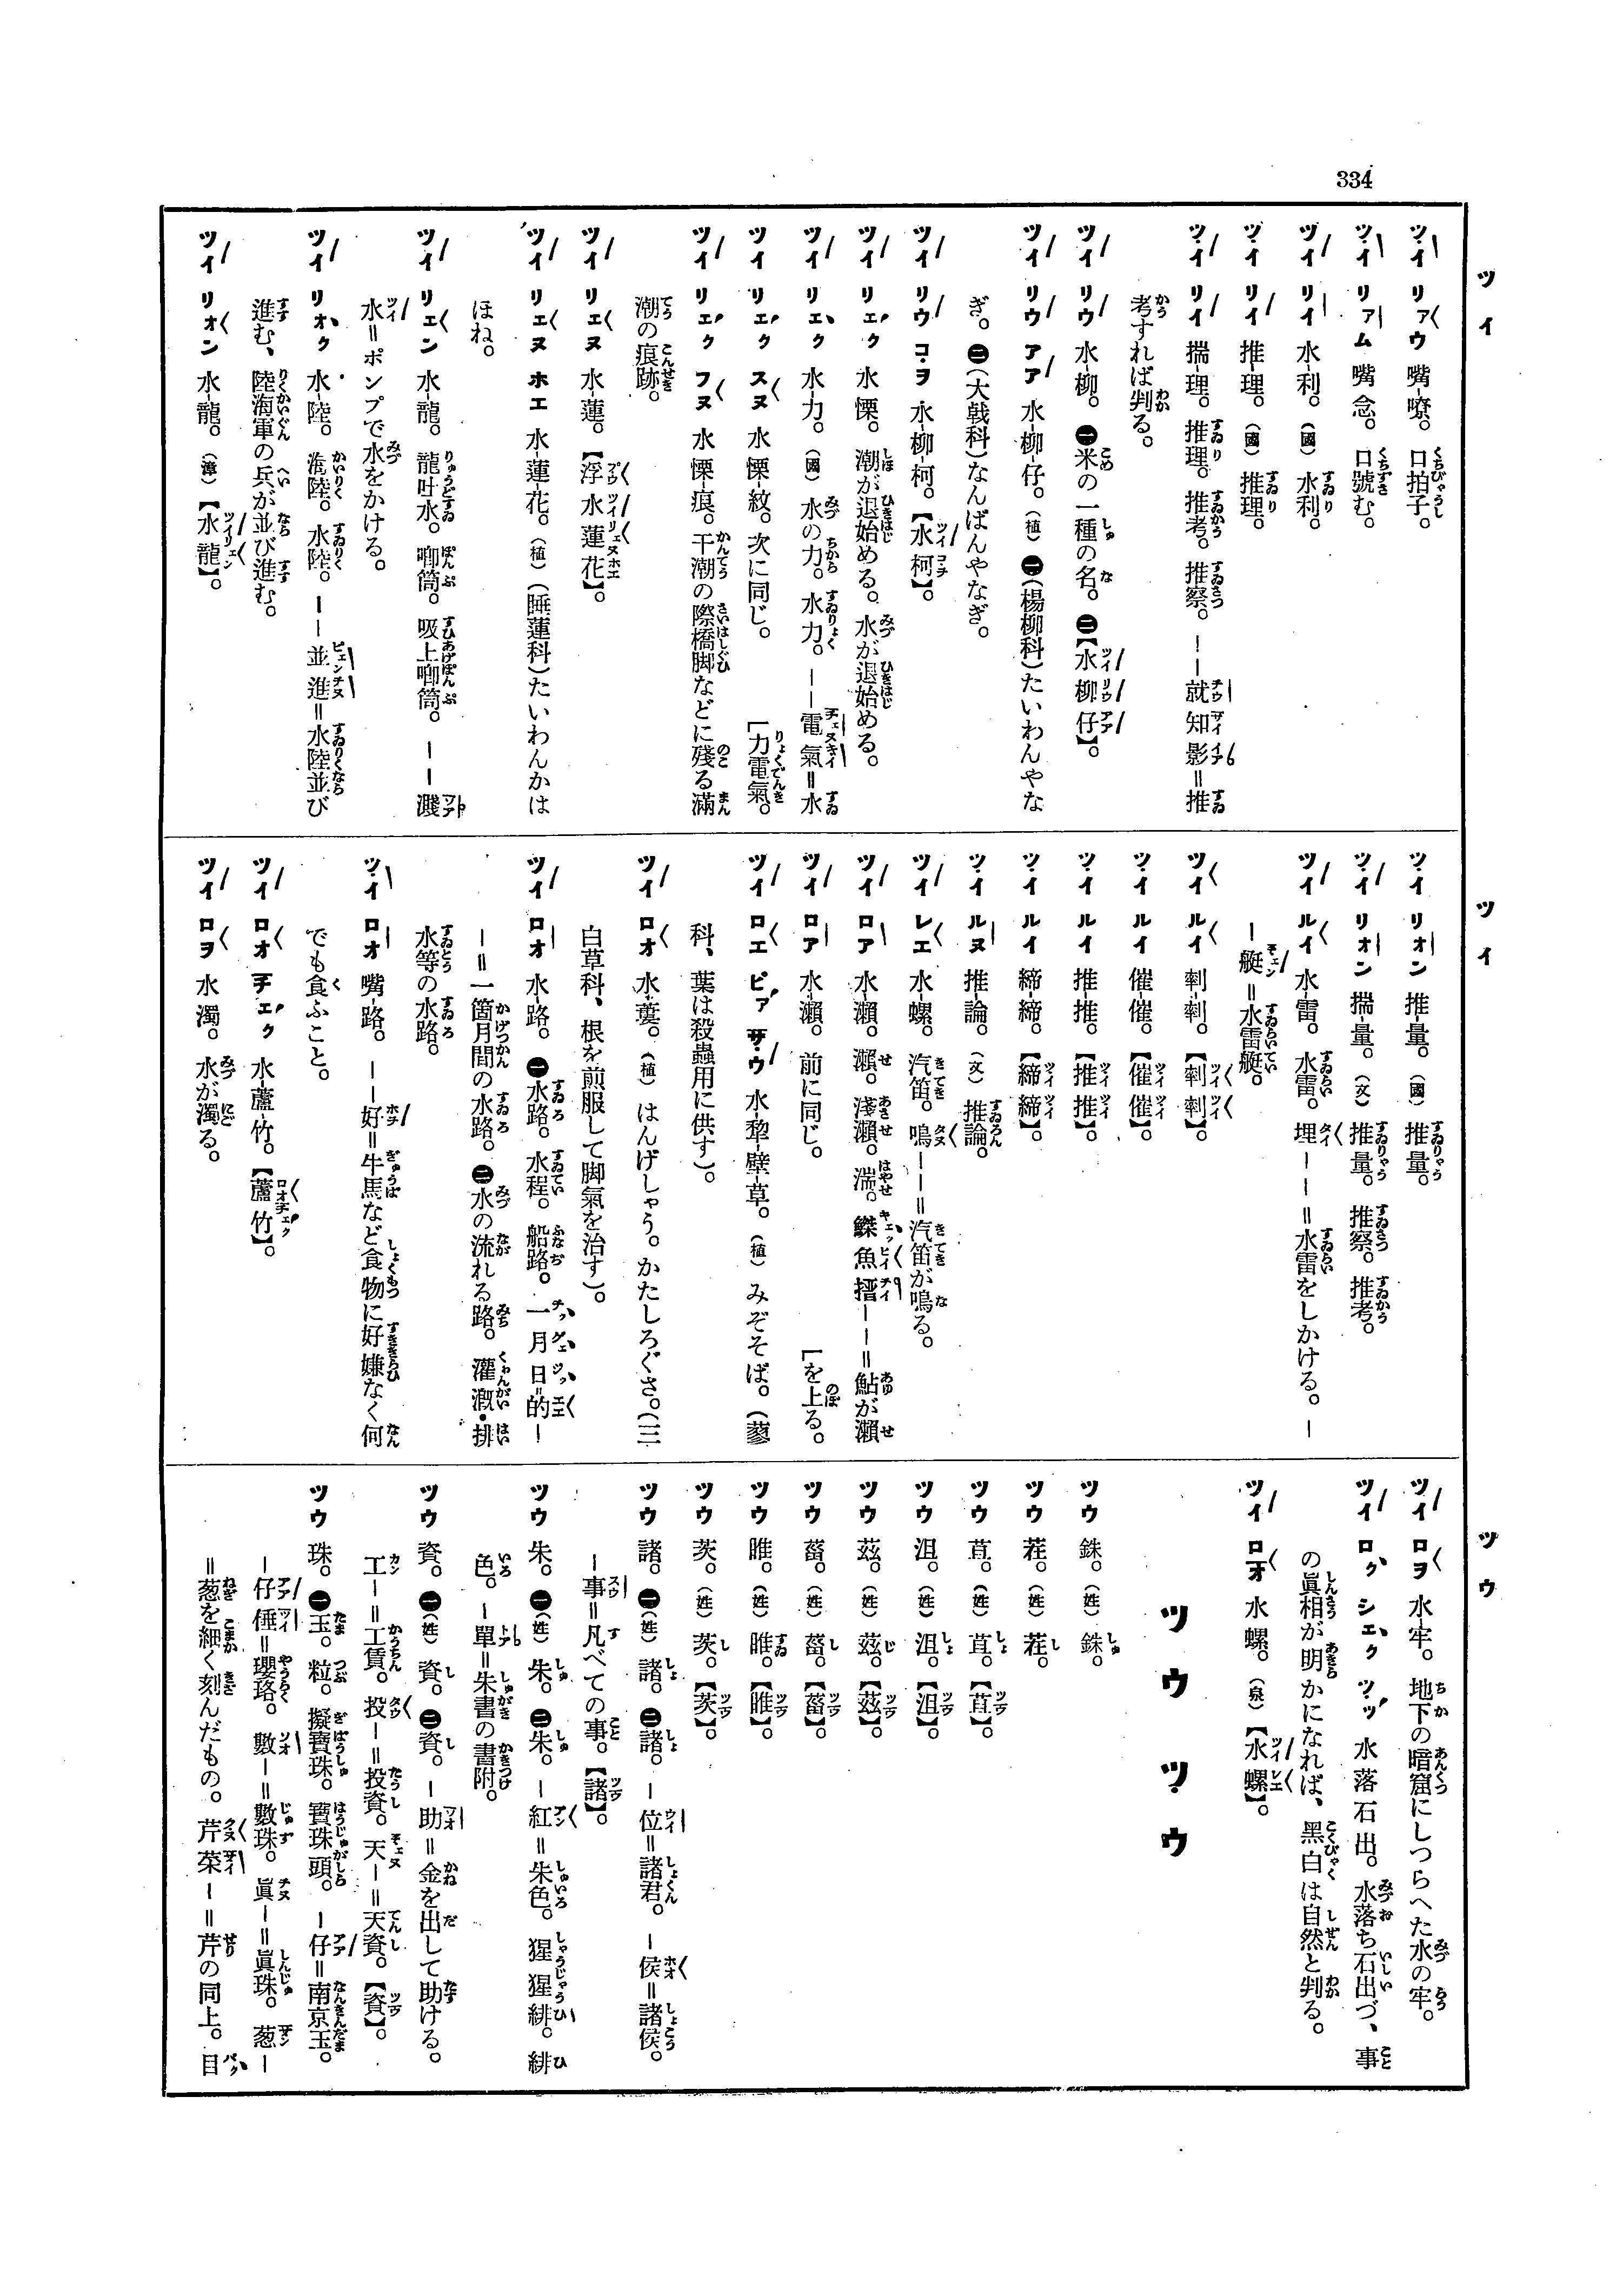 334
ツイ
ツイ
ツウ
ツイ リァウ 嘴-嘹。口拍子。
ツイ リァム 嘴念。口號む。
ツイ リイ 水-利。(國) 水利。
ツイ リイ 推-理。(國) 推理。
ツイ リイ 揣-理。推理。推考。推察。――就知影=推
考すれば判る。
ツイ リウ 水-柳。㊀米の一種の名。㊁【水柳仔】。
ツイ リウ アア 水-柳-仔。(植) ㊀(楊柳科)たいわんやな
ぎ。㊁(大戟科)なんばんやなぎ。
ツイ リウ コヲ 水-柳-柯。【水柯】。
ツイ リェク 水慄。潮が退始める。水が退始める。
ツイ リェク 水-力。(國) 水の力。水力。――電氣=水
[力電氣。
ツイ リェク スヌ 水慄-紋。次に同じ。
ツイ リェク フヌ 水慄-痕。干潮の際橋脚などに殘る滿
潮の痕跡。
ツイ リェヌ 水-蓮。【浮水蓮花】。
ツイ リェヌ ホエ 水-蓮-花。(植)(睡蓮科)たいわんかは
ほね。
ツイ リェン 水-龍。龍吐水。喞筒。吸上喞筒。――濺
水=ポンプで水をかける。
ツイ リォク 水-陸。海陸。水陸。――並進=水陸並び
進む、陸海軍の兵が並び進む。
ツイ リォン 水-龍。(漳)【水龍】。
ツイ リォン 推-量。(國) 推量。
ツイ リォン 揣-量。(文) 推量。推察。推考。
ツイ ルイ 水-雷。水雷。埋――=水雷をしかける。―
―艇=水雷艇。
ツイ ルイ 剩-剩。
ツイ ルイ 催-催。【催催】。
ツイ ルイ 推-推。【推推】。
ツイ ルイ 締-締。【締締】。
ツイ ルヌ 推-論。(文) 推論。
ツイ レエ 水-螺。汽笛。鳴――=汽笛が鳴る。
ツイ ロア 水-瀨。瀨。淺瀨。湍。魚――=鮎が瀨
[を上る。
ツイ ロア 水-瀨。前に同じ。
ツイ ロエ ピァ ザウ 水-犂-壁-草。(植) みぞそば。(蓼
科、葉は殺蟲用に供す)。
ツイ ロオ 水-葓。(植) はんげしゃう。かたしろぐさ。(三
白草科、根を煎服して脚氣を治す)。
ツイ ロオ 水-路。㊀水路。水程。船路。一月日=的―
―=一箇月間の水路。㊁水の流れる路。灌漑・排
水等の水路。
ツイ ロオ 嘴-路。――好=牛馬など食物に好嫌なく何
でも食ふこと。
ツイ ロオ チェク 水-蘆-竹。【蘆竹】。
ツイ ロヲ 水濁。水が濁る。
ツイ ロヲ 水-牢。地下の暗窟にしつらへた水の牢。
ツイ ロク シェク ツッ 水落石出。水落ち石出づ、事
の眞相が明かになれば、黑白は自然と判る。
ツイ ロオ 水螺。(泉)【水螺】。
ツウ ツウ
ツウ 銖。(姓) 銖。
ツウ 茬。(姓) 茬。
ツウ 苴。(姓) 苴。【苴】。
ツウ 沮。(姓) 沮。【沮】。
ツウ 茲。(姓) 茲。【茲】。
ツウ 菑。(姓) 菑。【菑】。
ツウ 睢。(姓) 睢。【睢】。
ツウ 茨。(姓) 茨。【茨】。
ツウ 諸。㊀(姓) 諸。㊁諸。―位=諸君。―侯=諸侯。
―事=凡べての事。【諸】。
ツウ 朱。㊀(姓) 朱。㊁朱。―紅=朱色。猩猩緋。緋
色。―單=朱書の書附。
ツウ 資。㊀(姓) 資。㊁資。―助=金を出して助ける。
工―=工賃。投―=投資。天―=天資。【資】。
ツウ 珠。㊀玉。粒。擬寶珠。寶珠頭。―仔=南京玉。
―仔=瓔珞。數―=數珠。眞―=眞珠。葱―
=葱を細く刻んだもの。芹菜―=芹の同上。目